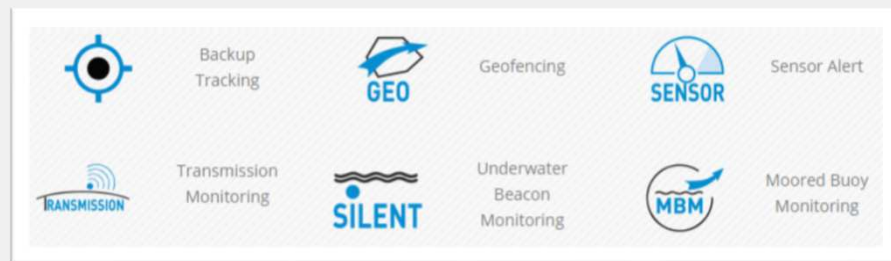 Backup
Tracking
GEO
Geofencing
SENSOR
Sensor Alert
TRANSMISSION
Transmission
Monitoring
SILENT
Underwater
Beacon
Monitoring
MBM
Moored Buoy
Monitoring